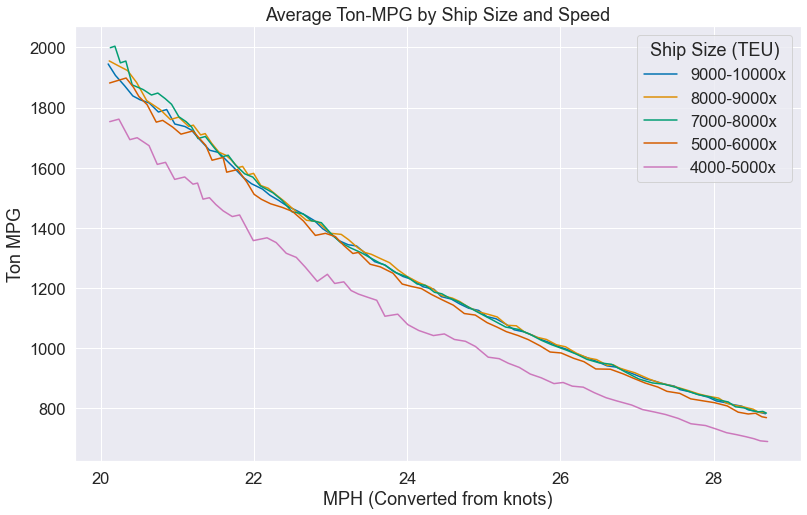 Average Ton-MPG by Ship Size and Speed
Ship Size (TEU)
9000-10000x
8000-9000x
7000-8000x
5000-6000x
4000-5000x
2000
1800
1600
1400
1200
1000
800
Ton MPG
20 22 24 26 28
MPH (Converted from knots)